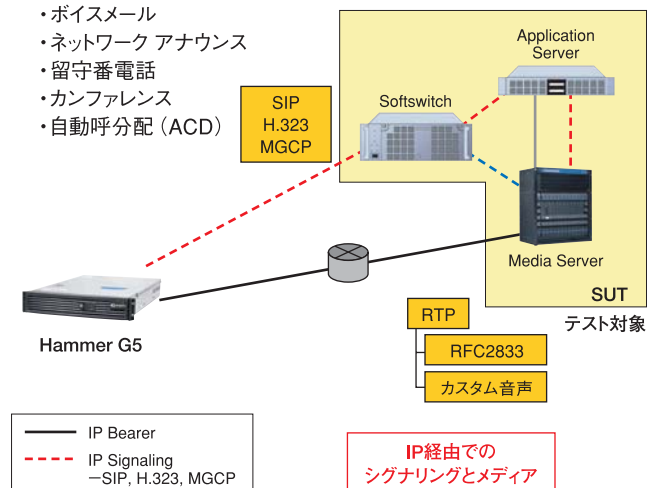 ・ボイスメール
・ネットワーク アナウンス
・留守番電話
・カンファレンス
・自動呼分配（ACD）
SIP
H.323
MGCP
Softswitch
Application
Server
Media Server
SUT
テスト対象
Hammer G5
RTP
RFC2833
カスタム音声
IP Bearer
IP Signaling
－SIP, H.323, MGCP
IP経由での
シグナリングとメディア